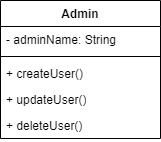 Admin
- adminName: String
+ createUser()
+ updateUser()
+ deleteUser()